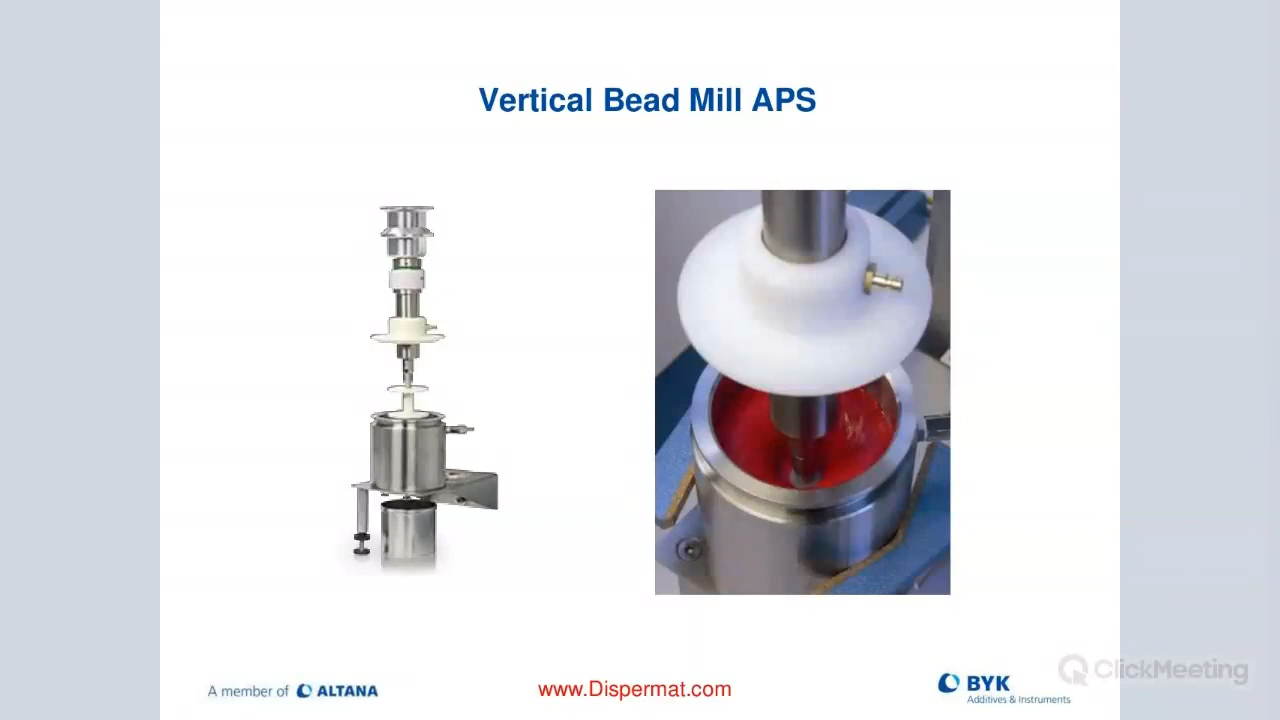 Vertical Bead Mill APS
ClickMeeting
A member of ALTANA
www.Dispermat.com
BYK
Additives & Instruments